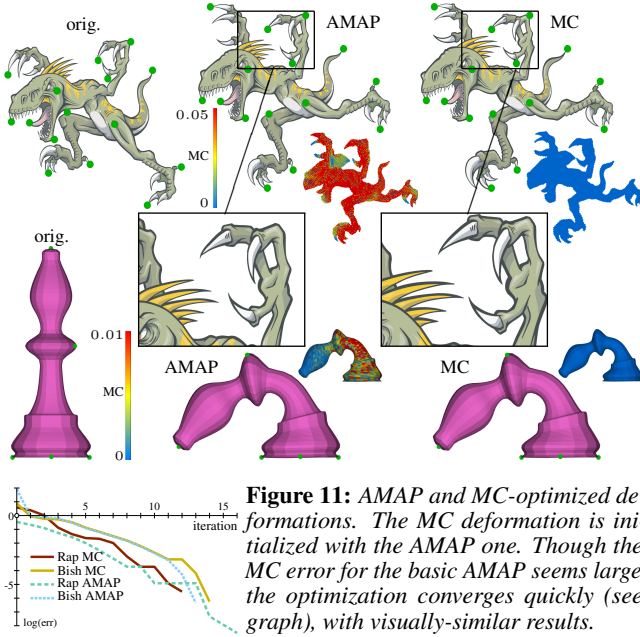 orig.
AMAP
MC
0.05
MC
0
orig.
0.01
MC
0
AMAP
MC
0
5
10
15
iteration
-5
log(err)
Rap MC
Bish MC
Rap AMAP
Bish AMAP
Figure 11: AMAP and MC-optimized de
formations. The MC deformation is ini
tialized with the AMAP one. Though the
MC error for the basic AMAP seems large
the optimization converges quickly (see
graph), with visually-similar results.